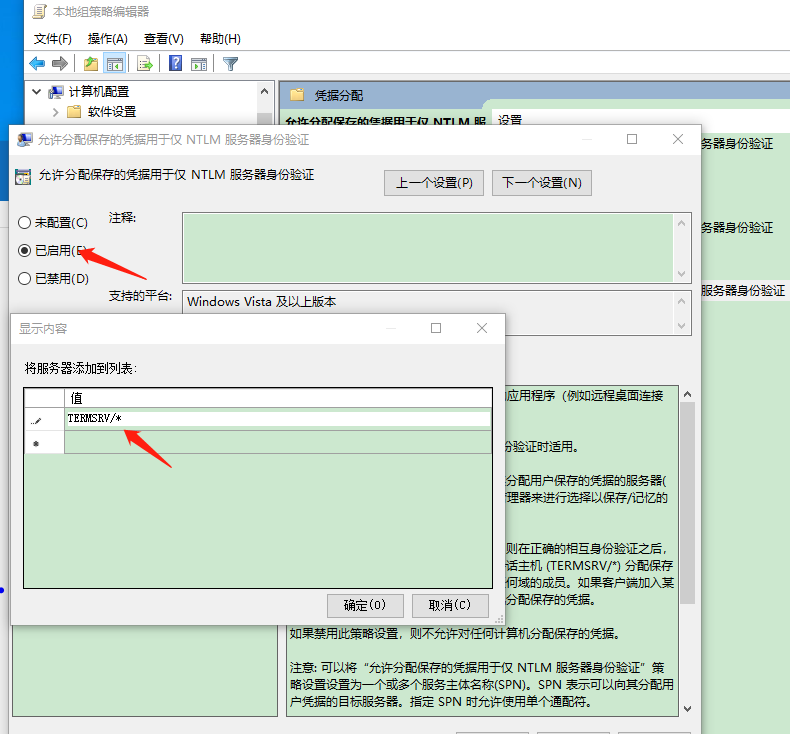 本地组策略编辑器
文件(F) 操作(A) 查看(V) 帮助(H)
计算机配置
软件设置
凭据分配
允许分配保存的凭据用于仅 NTLM 服
设置
务器身份验证
务器身份验证
服务器身份验证
允许分配保存的凭据用于仅 NTLM 服务器身份验证
允许分配保存的凭据用于仅 NTLM 服务器身份验证
上一个设置(P) 下一个设置(N)
未配置(C)
注释:
已启用(E)
已禁用(D)
支持的平台:
Windows Vista 及以上版本
显示内容
将服务器添加到列表:
值
TERMSRV/*
确定(O) 取消(C)
应用程序（例如远程桌面连接
份验证时适用。
分配用户保存的凭据的服务器(
理器来进行选择以保存/记忆的
则在正确的相互身份验证之后，
话主机 (TERMSRV/*) 分配保存
何域的成员。如果客户端加入某
分配保存的凭据。
如果禁用此策略设置，则不允许对任何计算机分配保存的凭据。
注意: 可以将“允许分配保存的凭据用于仅 NTLM 服务器身份验证”策
略设置设置为一个或多个服务主体名称(SPN)。SPN 表示可以向其分配用
户凭据的目标服务器。指定 SPN 时允许使用单个通配符。